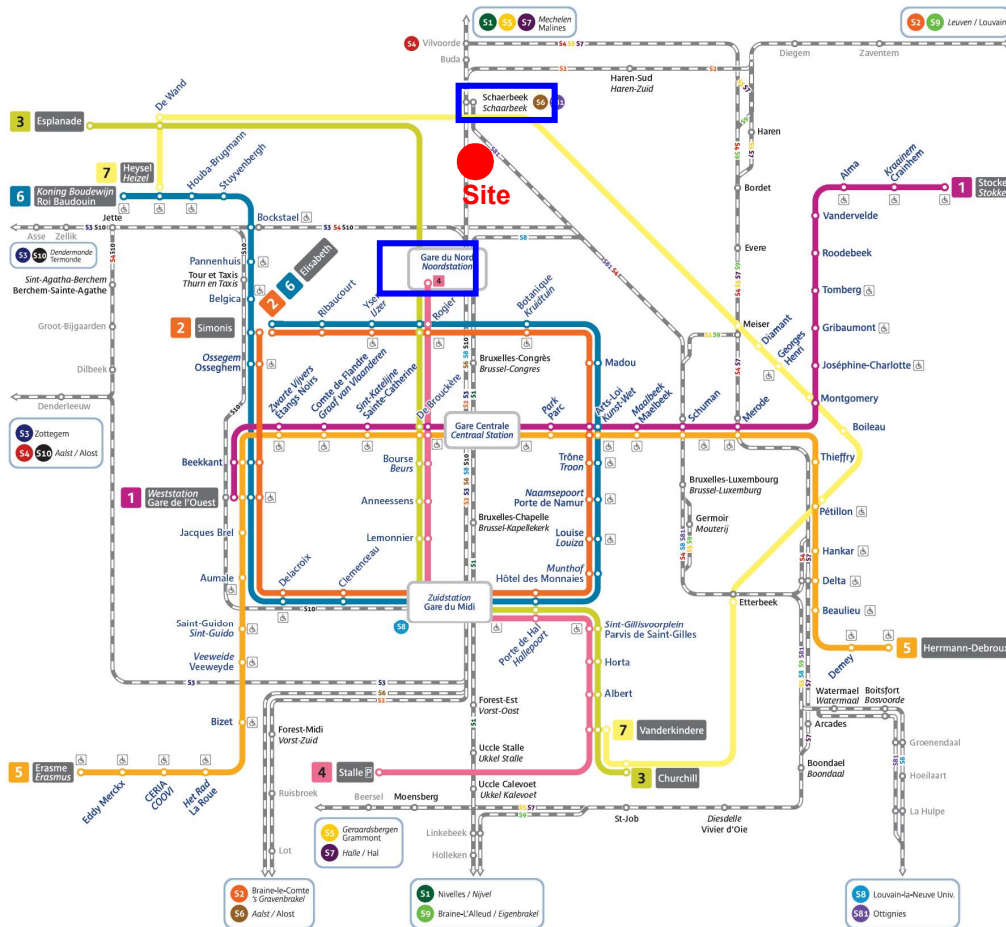 S1 S5 S7 Mechelen
Malines
S2 S9 Leuven / Louvain
S4 Vilvoorde
Buda
Haren-Sud
Haren-Zuid
Diegem
Zaventem
De Wand
Schaerbeek
Schaarbeek
S6
3 Esplanade
Haren
7 Heysel
Heizel
Houba-Brugmann
Stuyvenbergh
Site
Bordet
Alma
Kraainem
Crainhem
1 Stocke
Stokke
6 Koning Boudewijn
Roi Baudouin
Jette
Bockstael
Vandervelde
Asse
Zellik
S3 S10 Dendermonde
Termonde
Pannenhuis
Tour et Taxis
Thurn en Taxis
2 6 Elisabeth
Gare du Nord
Noordstation
4
Evere
Roodebeek
Sint-Agatha-Berchem
Berchem-Sainte-Agathe
Belgica
Tomberg
Groot-Bijgaarden
2 Simonis
Ribaucourt
Yser
IJzer
Rogier
Botanique
Kruidtuin
Meiser
Diamant
Georges
Henri
Gribaumont
Dilbeek
Ossegem
Osseghem
Bruxelles-Congrès
Brussel-Congres
Madou
Joséphine-Charlotte
Denderleeuw
Zwarte Vijvers
Étangs Noirs
Comte de Flandre
Graaf van Vlaanderen
Sint-Katelijne
Sainte-Catherine
De Brouckère
Gare Centrale
Centraal Station
Park
Parc
Arts-Loi
Kunst-Wet
Maalbeek
Maelbeek
Schuman
Merode
Montgomery
Boileau
S3 Zottegem
S4 S10 Aalst / Alost
Beekkant
Bourse
Beurs
Trône
Troon
Thieffry
1 Weststation
Gare de l'Ouest
Anneessens
Bruxelles-Chapelle
Brussel-Kapellekerk
Naamsepoort
Porte de Namur
Bruxelles-Luxembourg
Brussel-Luxemburg
Pétillon
Jacques Brel
Lemonnier
Louise
Louiza
Germoir
Mouterij
Hankar
Aumale
Delacroix
Clemenceau
Munthof
Hôtel des Monnaies
Delta
Zuidstation
Gare du Midi
S8
Etterbeek
Beaulieu
Saint-Guidon
Sint-Guido
Porte de Hal
Hallepoort
Sint-Gillisvoorplein
Parvis de Saint-Gilles
Demey
5 Herrmann-Debroux
Veeweide
Veeweyde
Horta
Albert
Forest-Est
Vorst-Oost
Watermael
Watermaal
Boitsfort
Bosvoorde
Arcades
Bizet
Forest-Midi
Vorst-Zuid
7 Vanderkindere
Groenendaal
Uccle Stalle
Ukkel Stalle
5 Erasme
Erasmus
Eddy Merckx
CERIA
COOVI
Het Rad
La Roue
4 Stalle P
3 Churchill
Boondael
Boondaal
Hoeilaart
Ruisbroek
Beersel
Moensberg
Uccle Calevoet
Ukkel Kalevoet
St-Job
Diesdelle
Vivier d'Oie
La Hulpe
S5 Geraardsbergen
Grammont
S7 Halle / Hal
Linkebeek
Holleken
Lot
S2 Braine-le-Comte
's Gravenbrakel
S6 Aalst / Alost
S1 Nivelles / Nijvel
S9 Braine-L'Alleud / Eigenbrakel
S8 Louvain-la-Neuve Univ.
S81 Ottignies